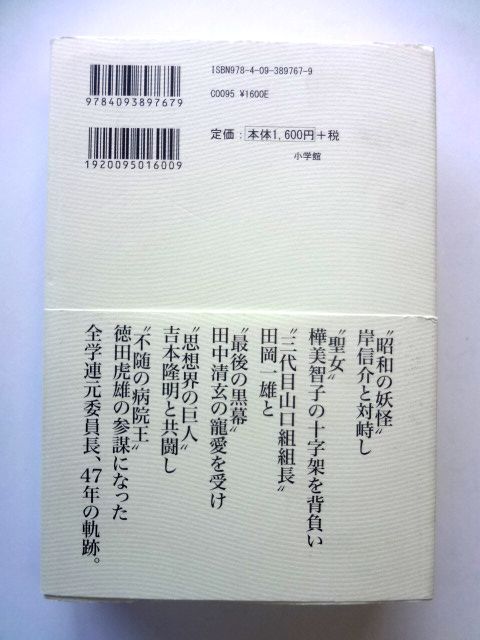 ISBN978-4-09-389767-9
9784093897679
C0095 ¥1600E
定価：本体1,600円+税
1920095016009
小学館
〝昭和の妖怪〟
岸信介と対峙し
〝聖女〟
樺美智子の十字架を背負い
〝三代目山口組組長〟
田岡一雄と
〝最後の黒幕〟
田中清玄の寵愛を受け
〝思想界の巨人〟
吉本隆明と共闘し
〝不随の病院王〟
徳田虎雄の参謀になった
全学連元委員長、47年の軌跡。